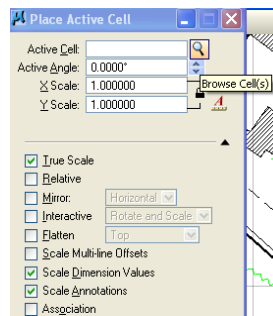 Place Active Cell
Active Cell:
Active Angle: 0.0000°
X Scale: 1.000000
Browse Cell(s)
Y Scale: 1.000000
True Scale
Relative
Mirror: Horizontal
Interactive Rotate and Scale
Flatten Top
Scale Multi-line Offsets
Scale Dimension Values
Scale Annotations
Association